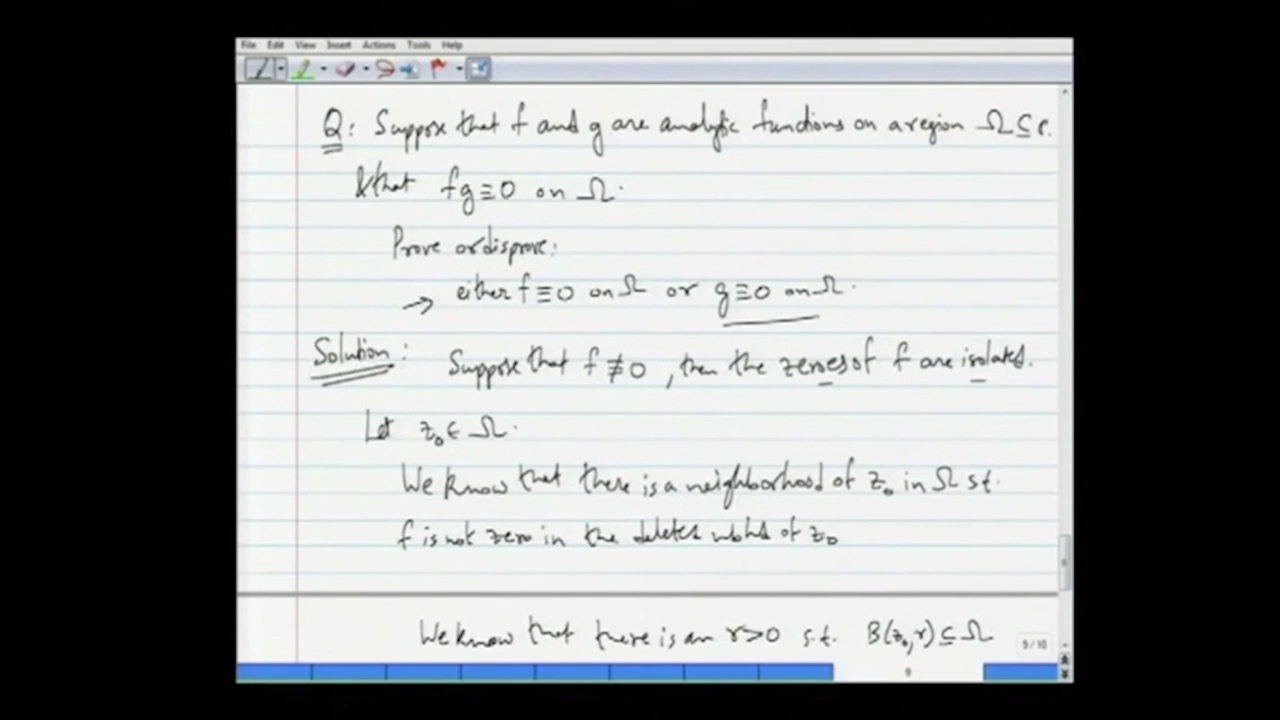 File Edit View Insert Actions Tools Help
Q: Suppose that f and g are analytic functions on a region Ω ⊆ C.
& that fg ≡ 0 on Ω.
Prove or disprove:
→ either f ≡ 0 on Ω or g ≡ 0 on Ω.
Solution: Suppose that f ≢ 0, then the zeroes of f are isolated.
Let z₀ ∈ Ω.
We know that there is a neighborhood of z₀ in Ω s.t.
f is not zero in the deleted nbhd of z₀
We know that there is an r>0 s.t. B(z₀,r) ⊆ Ω
9/10
9